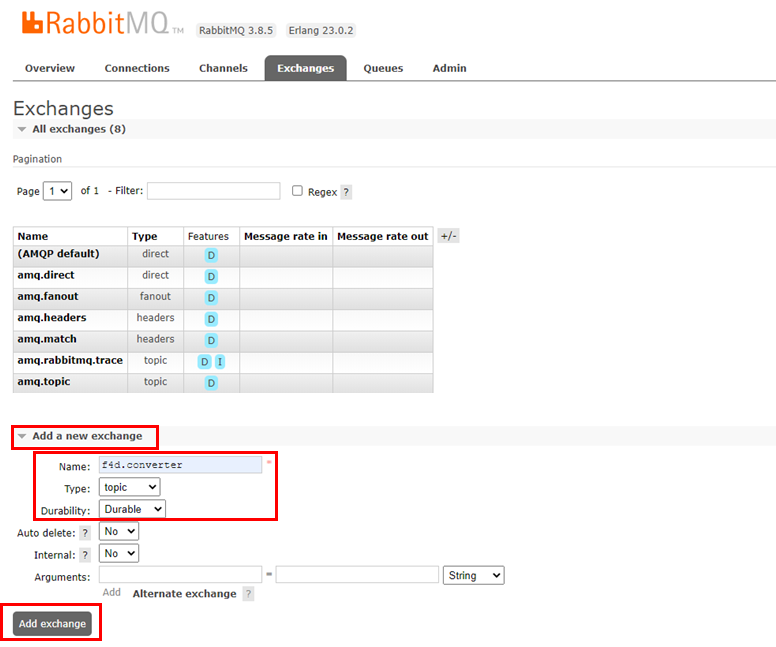 RabbitMQ TM RabbitMQ 3.8.5 Erlang 23.0.2
Overview Connections Channels Exchanges Queues Admin
Exchanges
All exchanges (8)
Pagination
Page 1 of 1 - Filter: Regex ?
Name Type Features Message rate in Message rate out +/-
(AMQP default) direct D
amq.direct direct D
amq.fanout fanout D
amq.headers headers D
amq.match headers D
amq.rabbitmq.trace topic D I
amq.topic topic D
Add a new exchange
Name: f4d.converter *
Type: topic
Durability: Durable
Auto delete: ? No
Internal: ? No
Arguments: = String
Add Alternate exchange ?
Add exchange